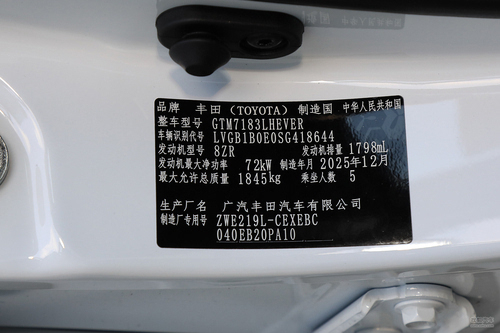 品牌 丰田(TOYOTA) 制造国 中华人民共和国
整车型号 GTM7183LHEVER
车辆识别代号 LVGB1B0E0SG418644
发动机型号 8ZR 发动机排量 1798mL
发动机最大净功率 72kW 制造年月 2025年12月
最大允许总质量 1845kg 乘坐人数 5
生产厂名 广汽丰田汽车有限公司
制造厂专用号 ZWE219L-CEXEBC
040EB20PA10